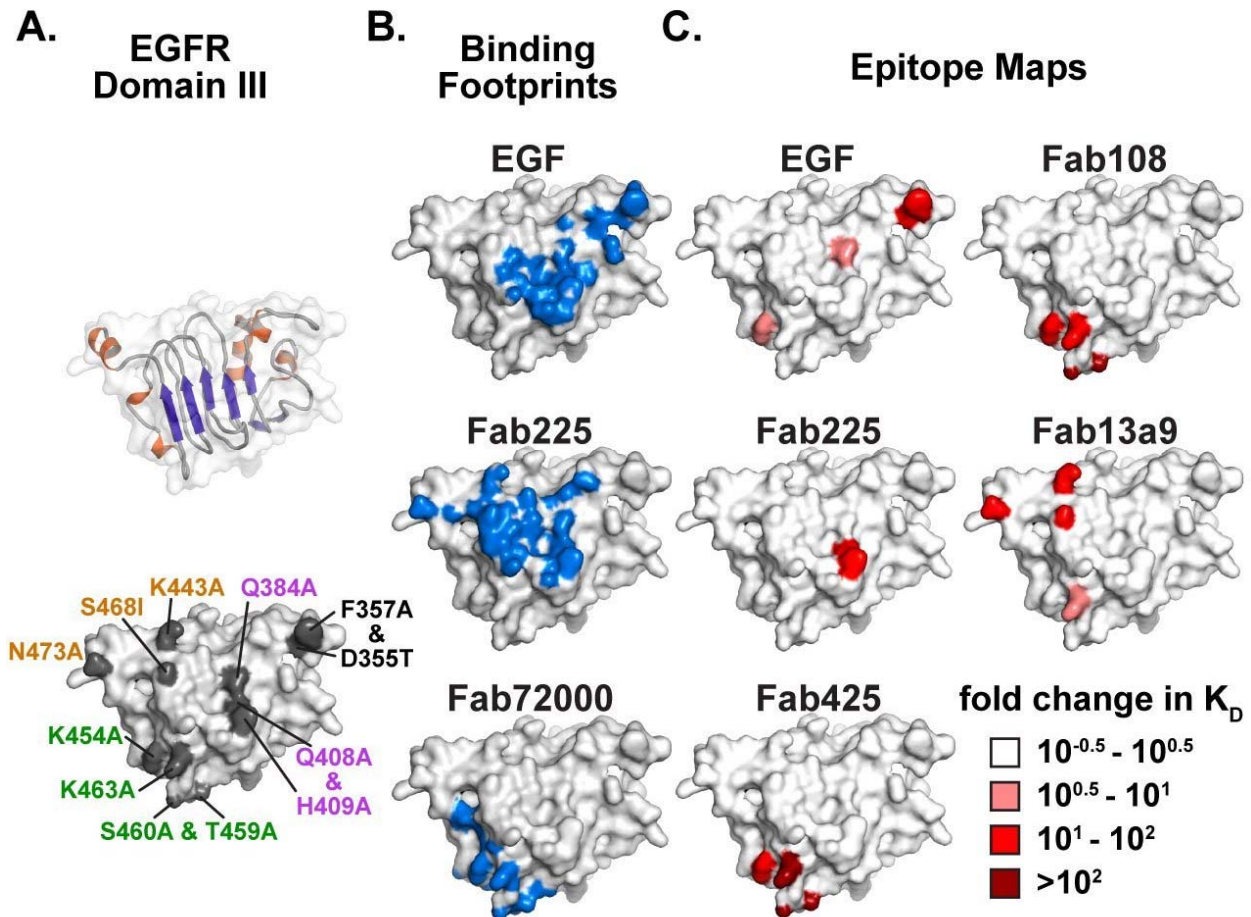 A.
EGFR
Domain III
K443A
Q384A
S468I
F357A
&
D355T
N473A
K454A
K463A
Q408A
&
H409A
S460A & T459A
B.
Binding
Footprints
EGF
Fab225
Fab72000
C.
Epitope Maps
EGF
Fab108
Fab225
Fab13a9
Fab425
fold change in K_D
10^-0.5 - 10^0.5
10^0.5 - 10^1
10^1 - 10^2
>10^2